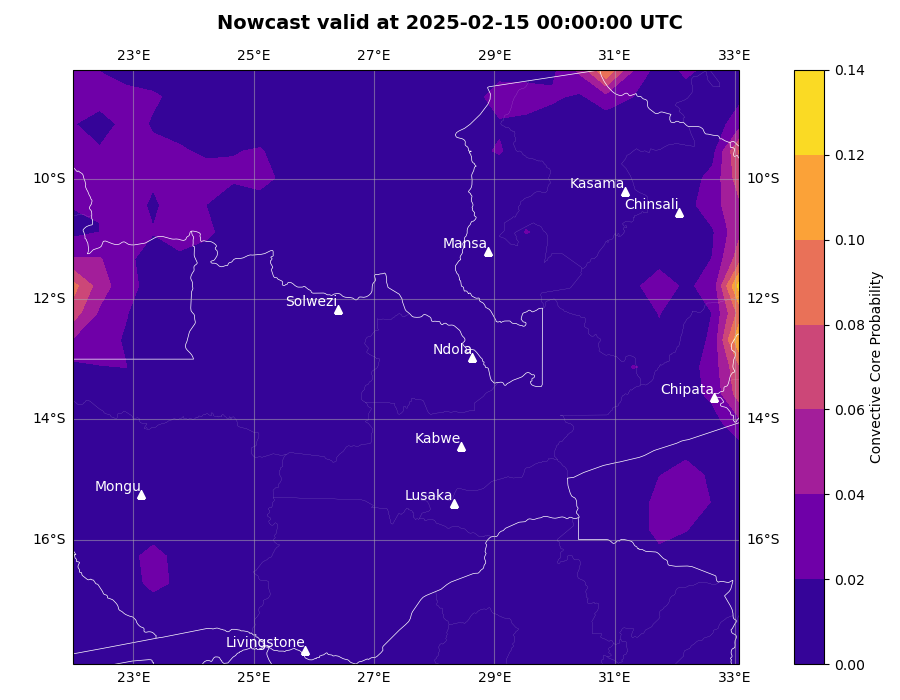 Nowcast valid at 2025-02-15 00:00:00 UTC
23°E 25°E 27°E 29°E 31°E 33°E
0.14
0.12
10°S 10°S
Kasama
Chinsali
0.10
Mansa
12°S 12°S
Solwezi
0.08
Ndola
Chipata
0.06
14°S 14°S
Kabwe
Mongu
Lusaka
0.04
16°S 16°S
0.02
Livingstone
0.00
23°E 25°E 27°E 29°E 31°E 33°E
Convective Core Probability